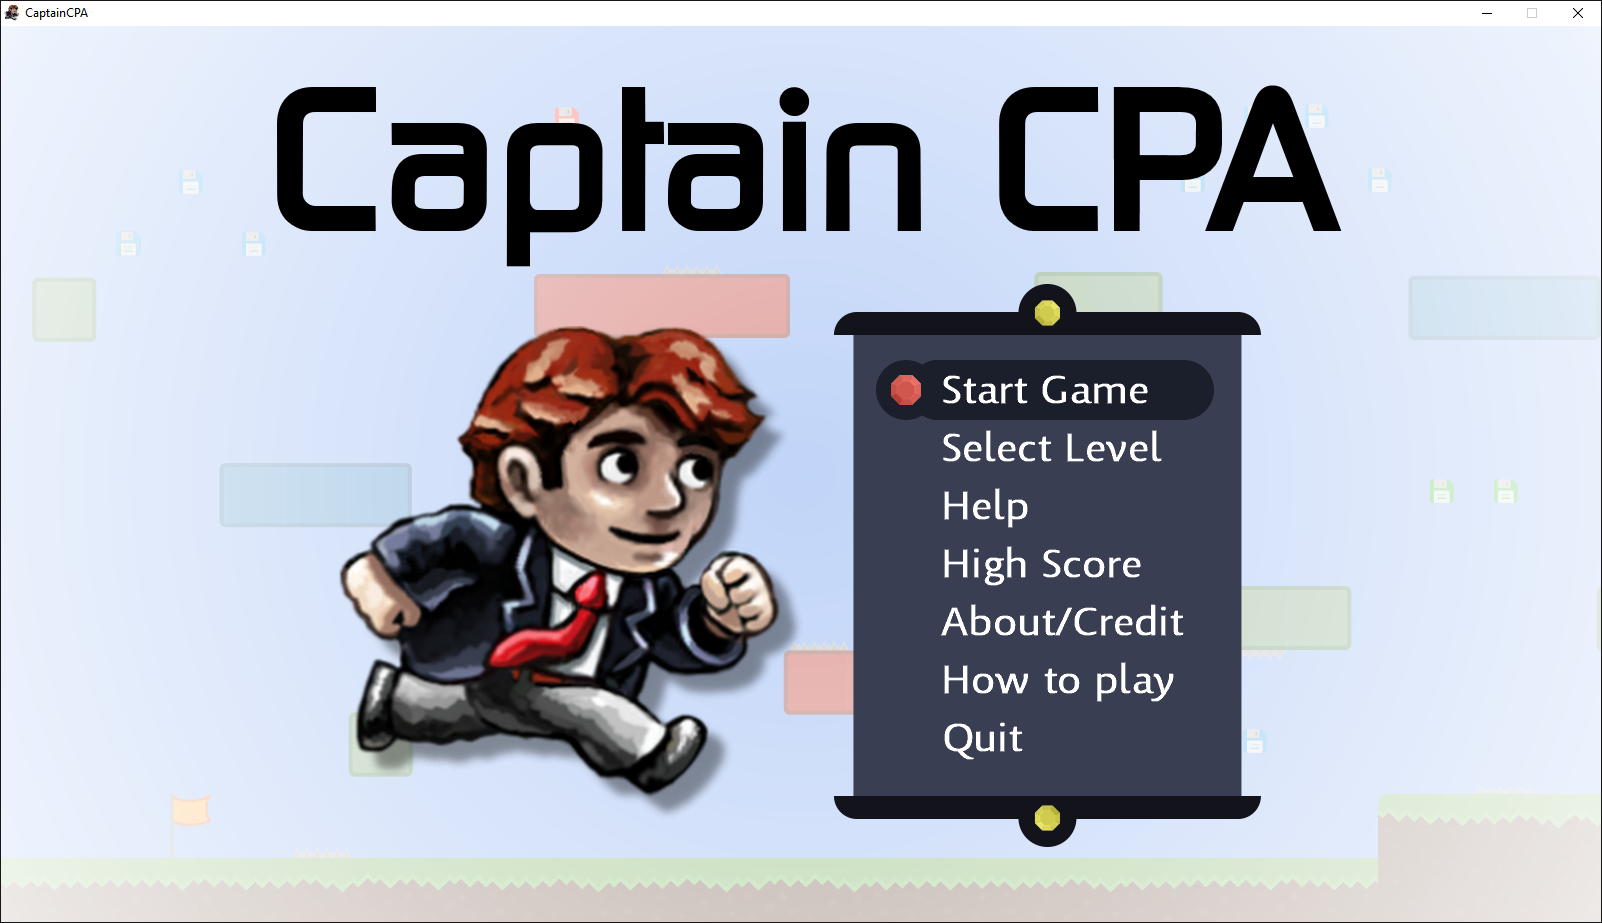 CaptainCPA
Captain CPA
Start Game
Select Level
Help
High Score
About/Credit
How to play
Quit